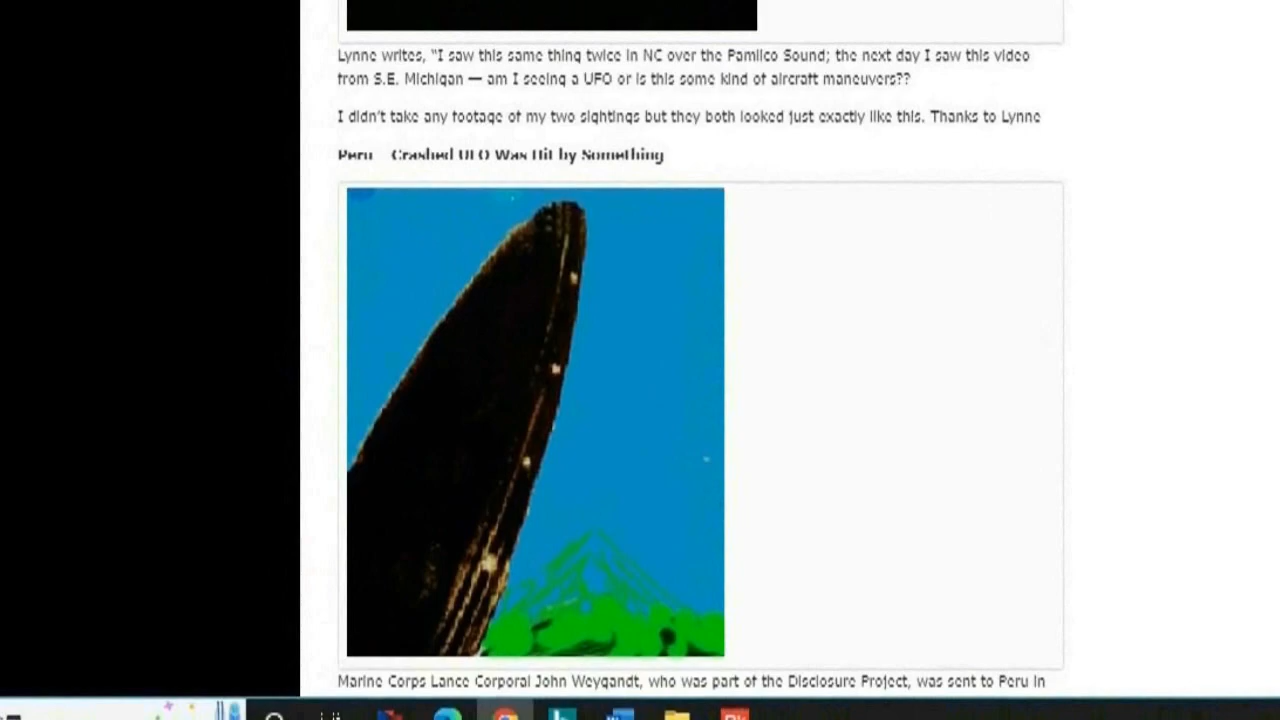 Lynne writes, “I saw this same thing twice in NC over the Pamlico Sound; the next day I saw this video
from S.E. Michigan — am I seeing a UFO or is this some kind of aircraft maneuvers??
I didn’t take any footage of my two sightings but they both looked just exactly like this. Thanks to Lynne
Peru Crashed UFO Was Hit by Something
Marine Corps Lance Corporal John Weygandt, who was part of the Disclosure Project, was sent to Peru in